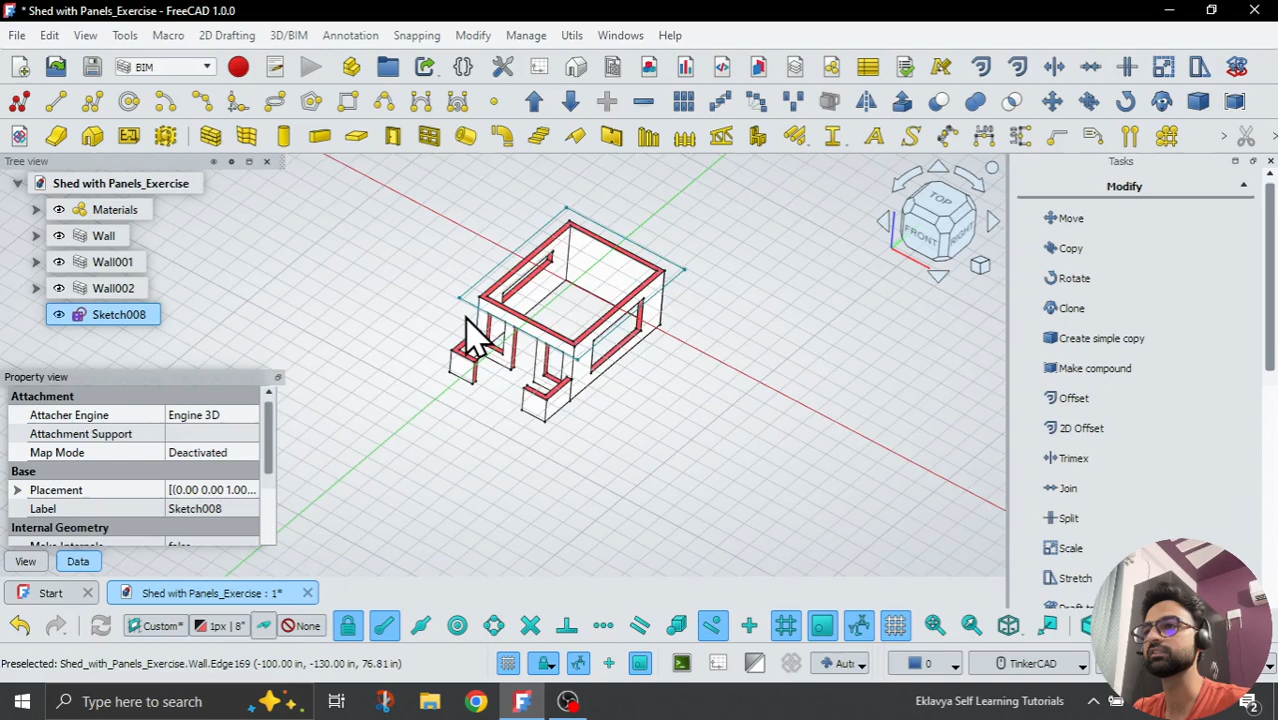 * Shed with Panels_Exercise - FreeCAD 1.0.0
File Edit View Tools Macro 2D Drafting 3D/BIM Annotation Snapping Modify Manage Utils Windows Help
BIM
Tree view
Tasks
Shed with Panels_Exercise
Modify
Materials
Wall
Wall001
Wall002
Sketch008
TOP
FRONT
RIGHT
Move
Copy
Rotate
Clone
Create simple copy
Make compound
Offset
2D Offset
Trimex
Join
Split
Scale
Stretch
Property view
Attachment
Attacher Engine Engine 3D
Attachment Support
Map Mode Deactivated
Base
Placement [(0.00 0.00 1.00...
Label Sketch008
Internal Geometry
View Data
Start Shed with Panels_Exercise : 1*
Custom* 1px | 8" None
Preselected: Shed_with_Panels_Exercise.Wall.Edge169 (-100.00 in, -130.00 in, 76.81 in)
Auto 0 TinkerCAD
Type here to search
Eklavya Self Learning Tutorials
2